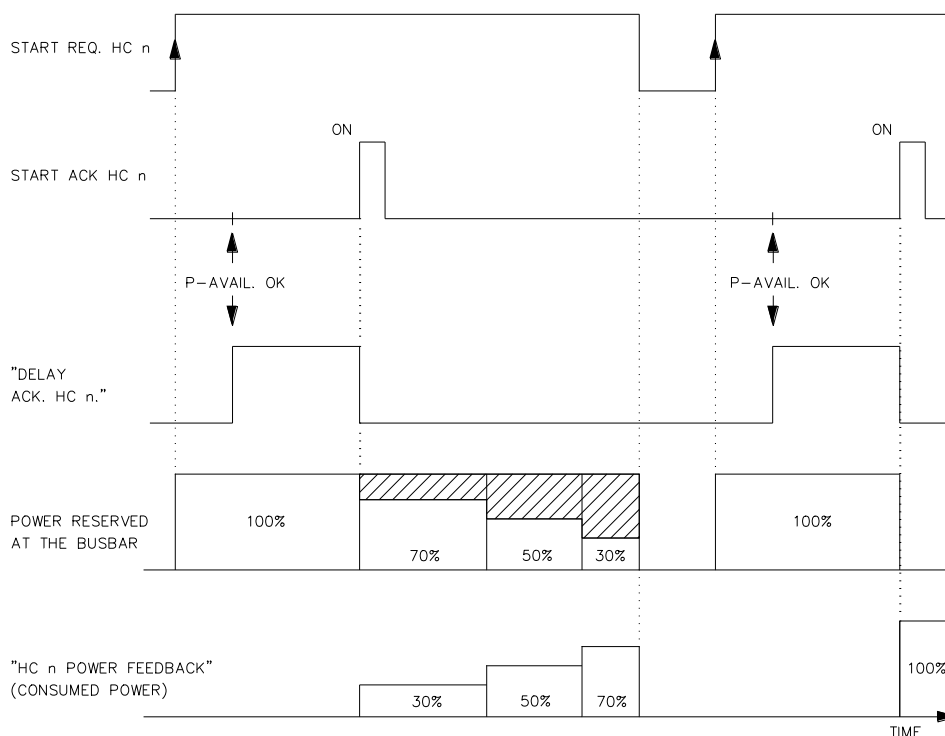 START REQ. HC n
ON
ON
START ACK HC n
P-AVAIL. OK
P-AVAIL. OK
"DELAY
ACK. HC n."
POWER RESERVED
AT THE BUSBAR
100%
70%
50%
30%
100%
"HC n POWER FEEDBACK"
(CONSUMED POWER)
30%
50%
70%
100%
TIME